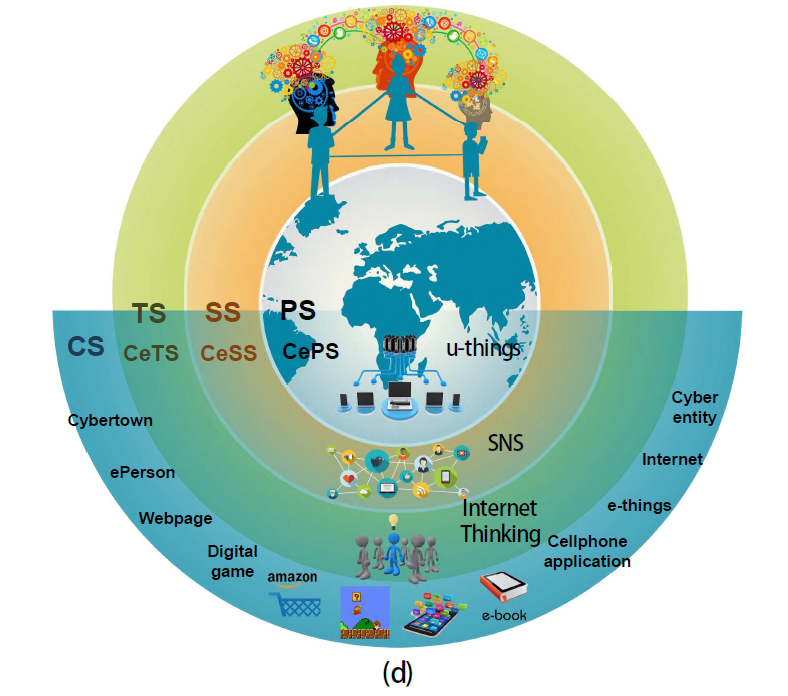 TS
SS
PS
CS
CeTS
CeSS
CePS
u-things
Cybertown
ePerson
Webpage
Digital
game
amazon
SNS
Internet
Thinking
Cyber
entity
Internet
e-things
Cellphone
application
e-book
?
(d)